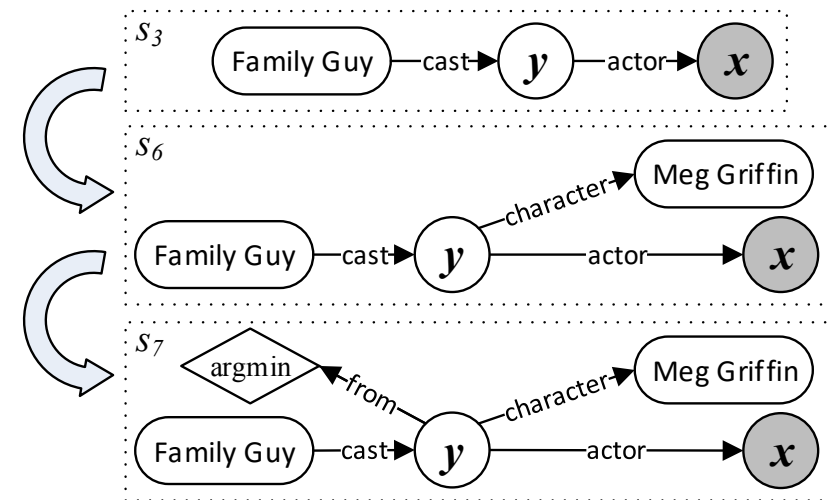 s3
Family Guy cast y actor x
s6
Meg Griffin
character
Family Guy cast y actor x
s7
argmin
Meg Griffin
from
character
Family Guy cast y actor x